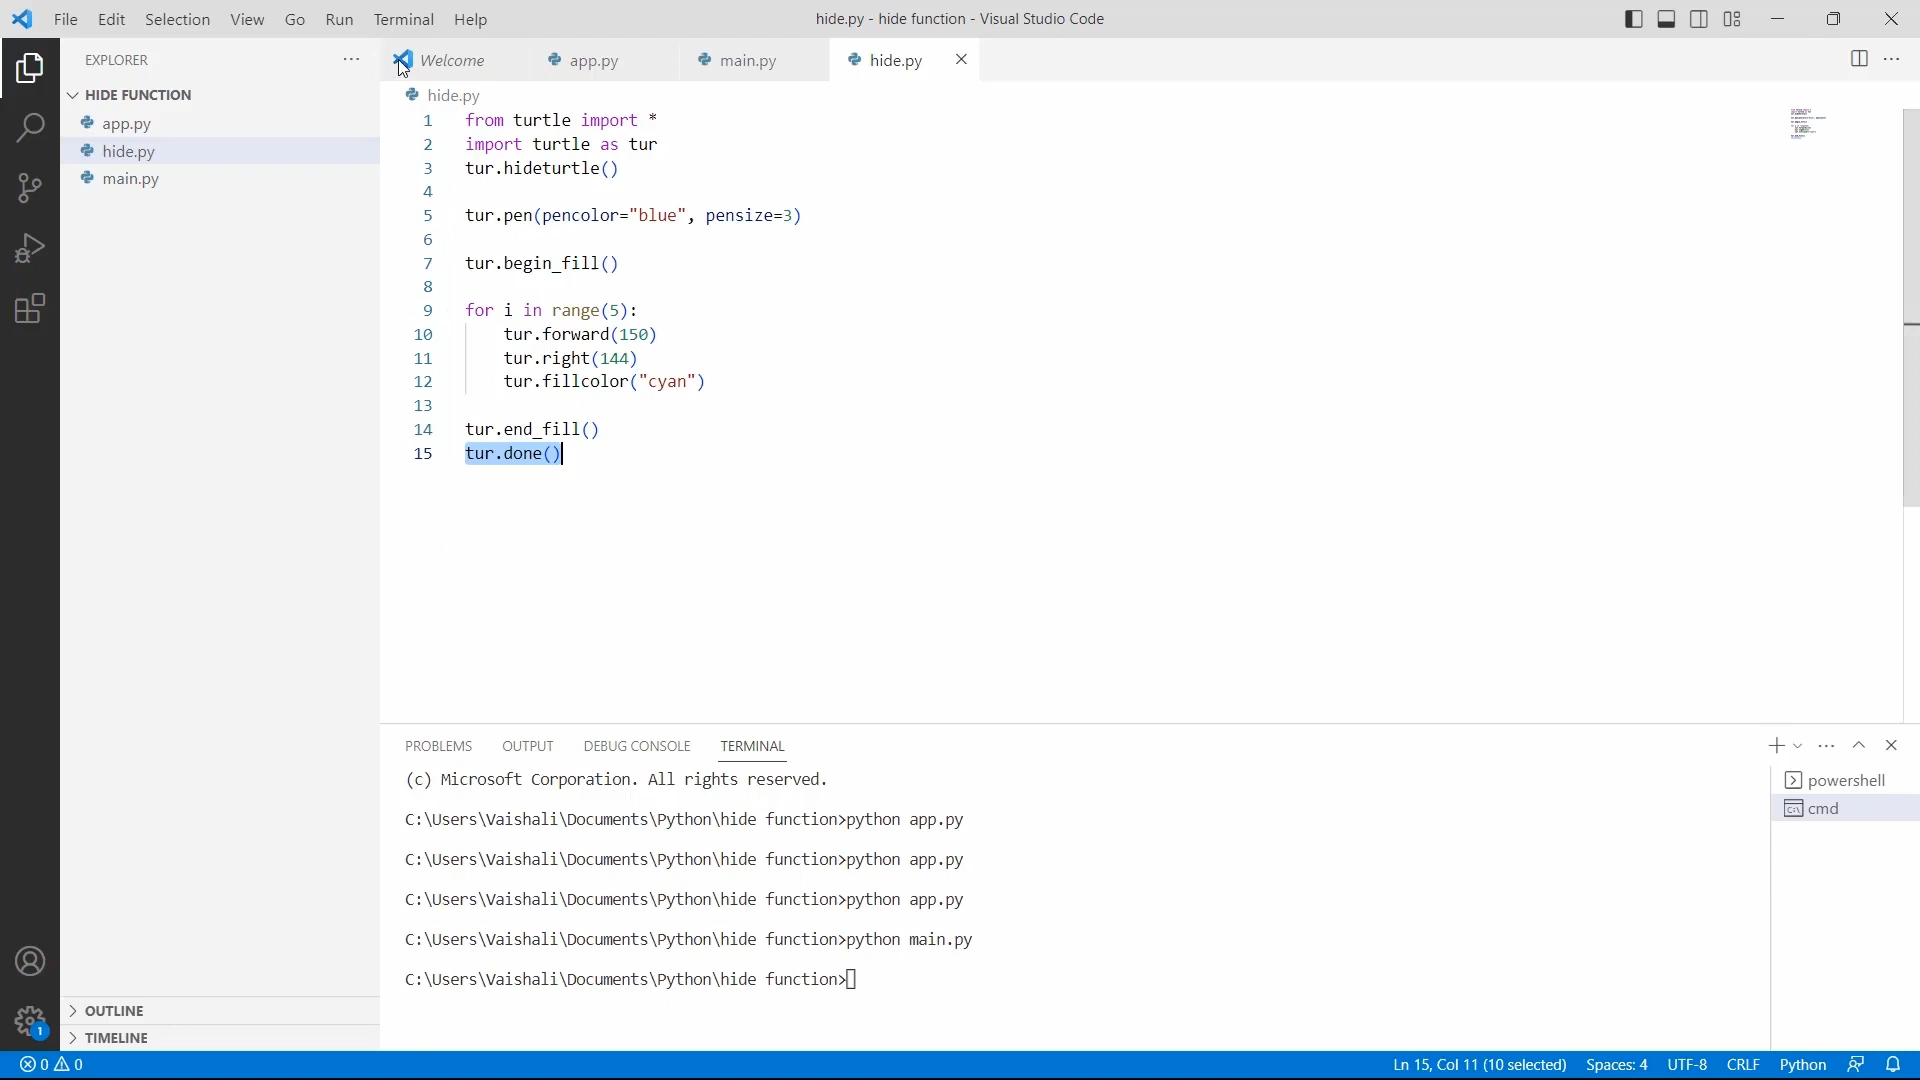 File Edit Selection View Go Run Terminal Help
hide.py - hide function - Visual Studio Code
EXPLORER
Welcome
app.py
main.py
hide.py
HIDE FUNCTION
app.py
hide.py
main.py
hide.py
1 from turtle import *
2 import turtle as tur
3 tur.hideturtle()
4
5 tur.pen(pencolor="blue", pensize=3)
6
7 tur.begin_fill()
8
9 for i in range(5):
10 tur.forward(150)
11 tur.right(144)
12 tur.fillcolor("cyan")
13
14 tur.end_fill()
15 tur.done()
PROBLEMS OUTPUT DEBUG CONSOLE TERMINAL
(c) Microsoft Corporation. All rights reserved.
C:\Users\Vaishali\Documents\Python\hide function>python app.py
C:\Users\Vaishali\Documents\Python\hide function>python app.py
C:\Users\Vaishali\Documents\Python\hide function>python app.py
C:\Users\Vaishali\Documents\Python\hide function>python main.py
C:\Users\Vaishali\Documents\Python\hide function>
powershell
cmd
OUTLINE
TIMELINE
1
0 0
Ln 15, Col 11 (10 selected) Spaces: 4 UTF-8 CRLF Python